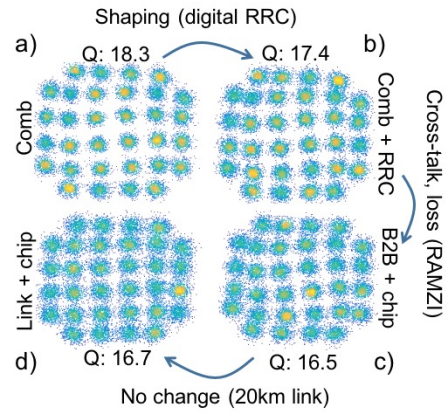 Shaping (digital RRC)
a)
Q: 18.3
Q: 17.4
b)
Comb
Comb + RRC
Cross-talk, loss (RAMZI)
Link + chip
B2B + chip
d)
Q: 16.7
Q: 16.5
c)
No change (20km link)